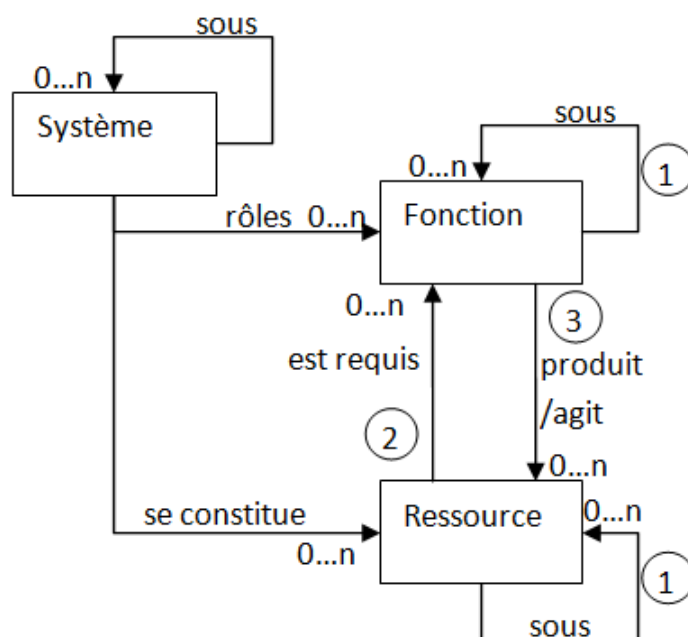 sous
0...n
Système
sous
0...n
1
Fonction
rôles 0...n
0...n
3
est requis
produit
/agit
2
0...n
Ressource
0...n
se constitue
0...n
1
sous